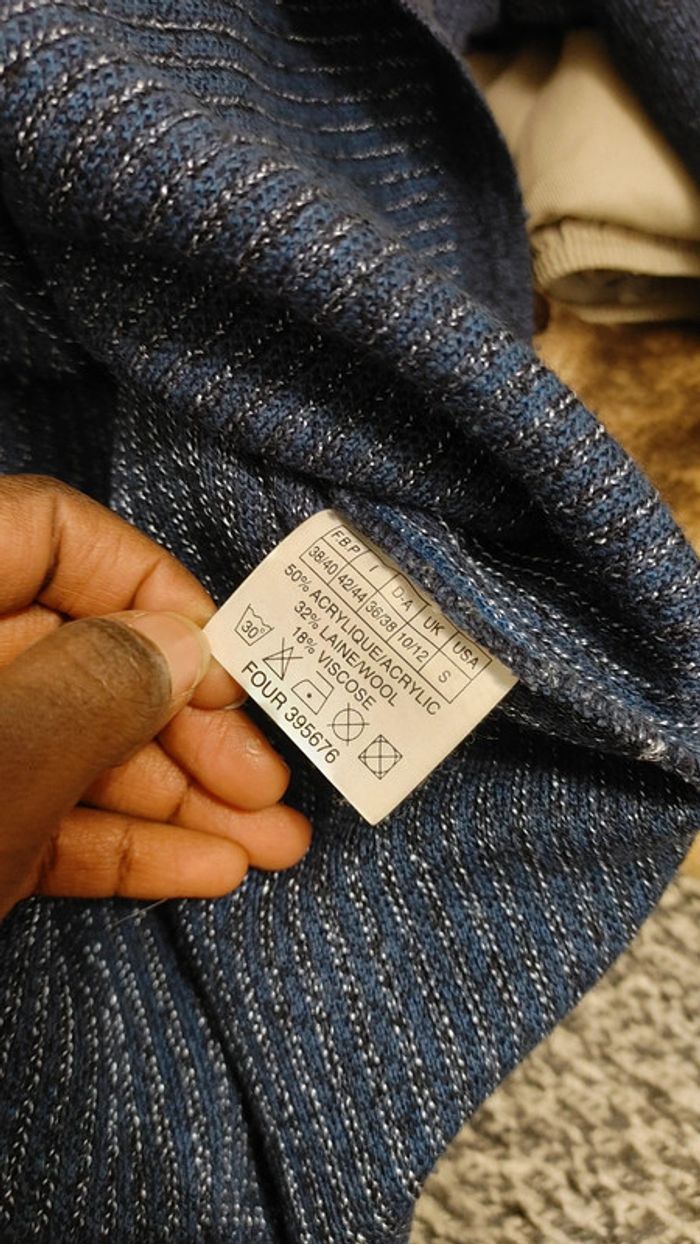 F.B.P I D-A UK USA
38/40 42/44 36/38 10/12 S
50% ACRYLIQUE/ACRYLIC
32% LAINE/WOOL
18% VISCOSE
30°
FOUR 395676